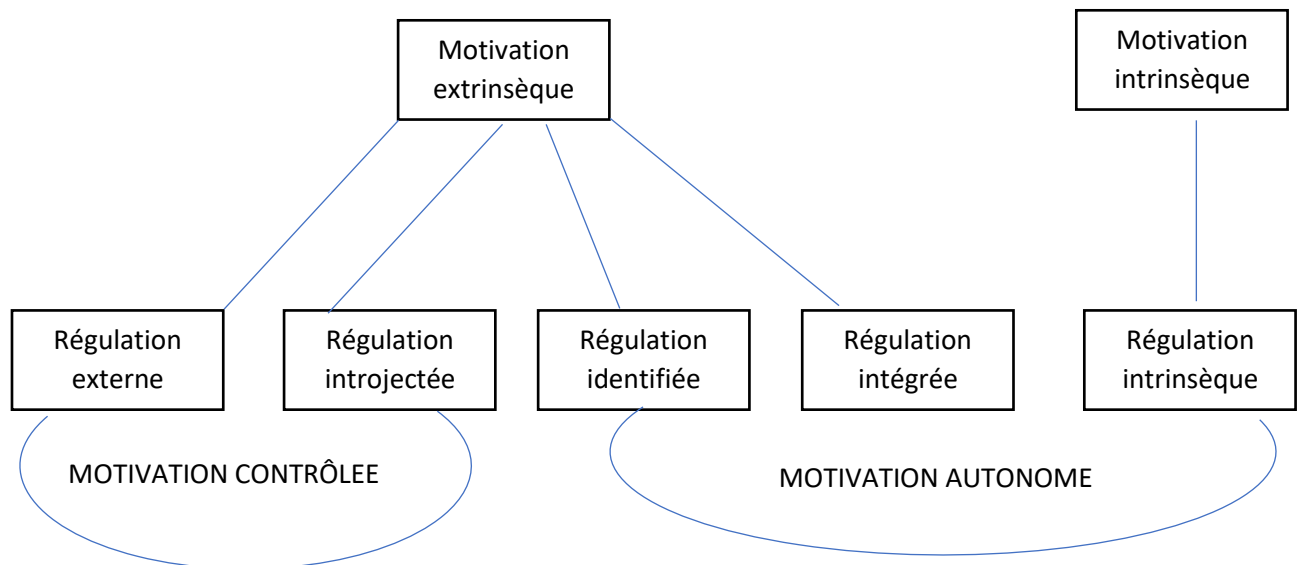 Motivation
extrinsèque
Motivation
intrinsèque
Régulation
externe
Régulation
introjectée
Régulation
identifiée
Régulation
intégrée
Régulation
intrinsèque
MOTIVATION CONTRÔLEE
MOTIVATION AUTONOME